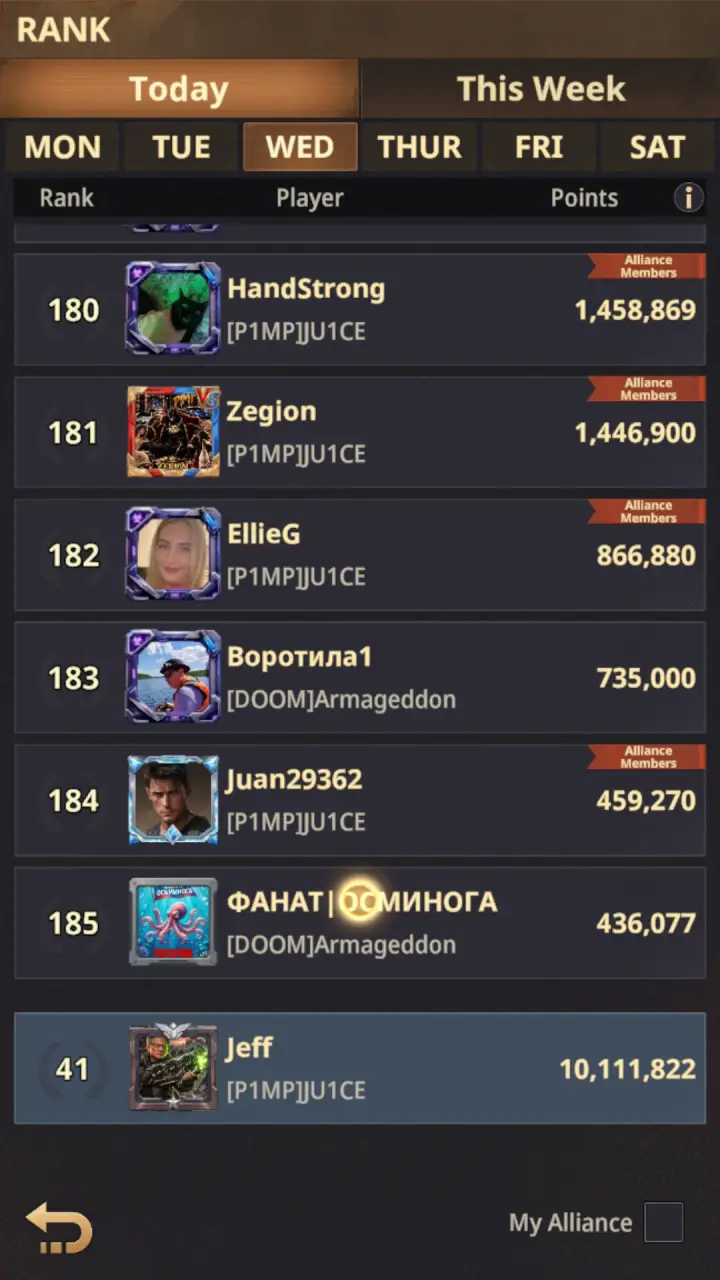 RANK
Today
This Week
MON
TUE
WED
THUR
FRI
SAT
Rank
Player
Points
i
180
HandStrong
[P1MP]JU1CE
Alliance
Members
1,458,869
181
Zegion
[P1MP]JU1CE
Alliance
Members
1,446,900
182
EllieG
[P1MP]JU1CE
Alliance
Members
866,880
183
Воротила1
[DOOM]Armageddon
735,000
184
Juan29362
[P1MP]JU1CE
Alliance
Members
459,270
185
ФАНАТ|ОСМИНОГА
[DOOM]Armageddon
436,077
41
Jeff
[P1MP]JU1CE
10,111,822
My Alliance